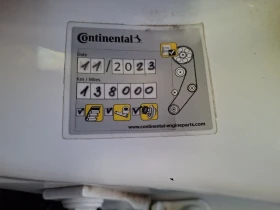 Continental
Date
11/2023
Km / Miles
138000
www.continental-engineparts.com